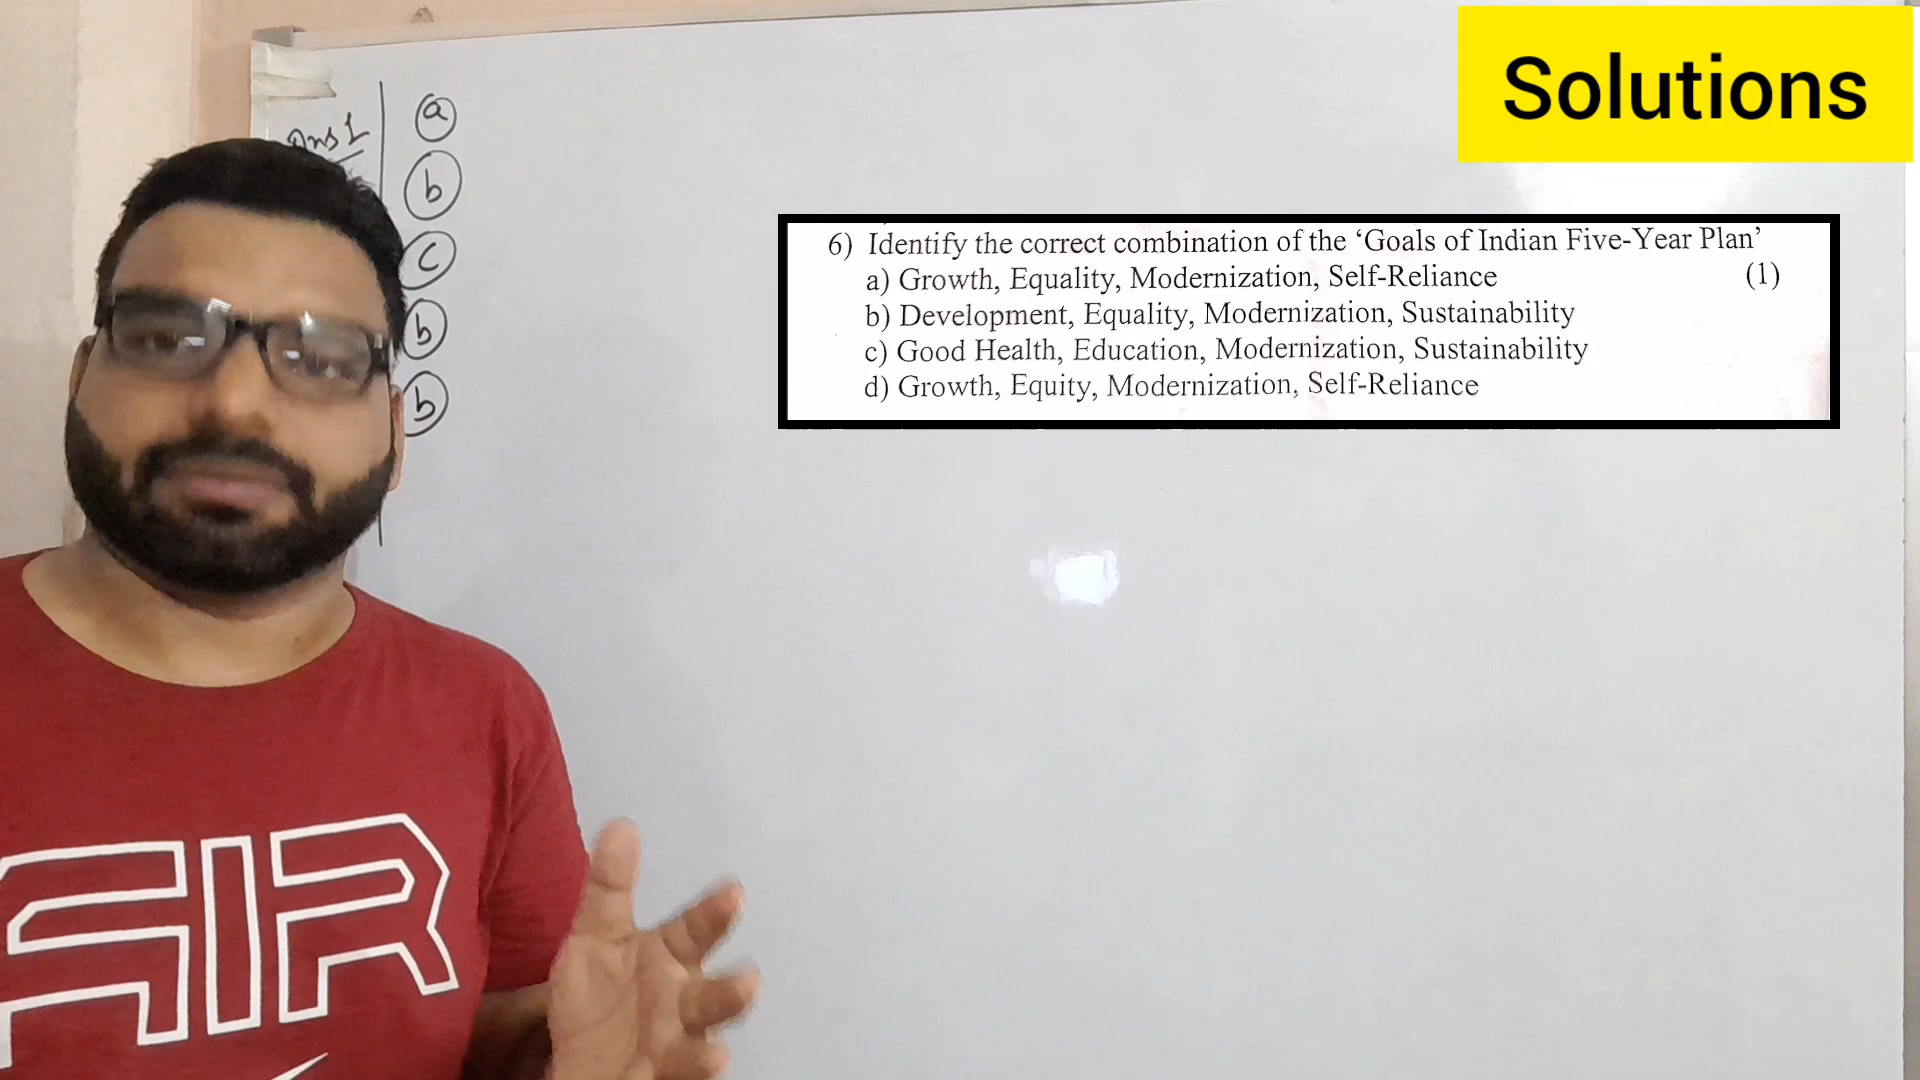 Solutions
Ans 1
a
b
c
b
b
6) Identify the correct combination of the ‘Goals of Indian Five-Year Plan’
a) Growth, Equality, Modernization, Self-Reliance (1)
b) Development, Equality, Modernization, Sustainability
c) Good Health, Education, Modernization, Sustainability
d) Growth, Equity, Modernization, Self-Reliance
AIR